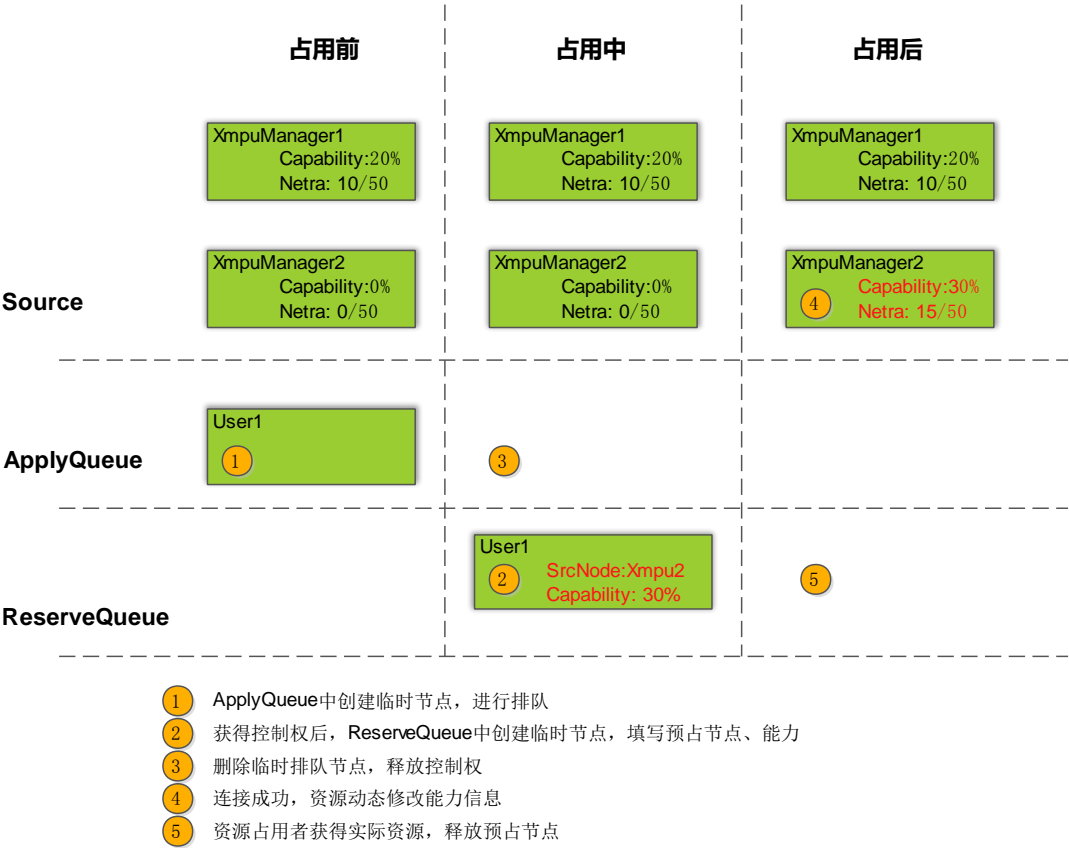 占用前
占用中
占用后
XmpuManager1
Capability:20%
Netra: 10/50
XmpuManager1
Capability:20%
Netra: 10/50
XmpuManager1
Capability:20%
Netra: 10/50
Source
XmpuManager2
Capability:0%
Netra: 0/50
XmpuManager2
Capability:0%
Netra: 0/50
XmpuManager2
4
Capability:30%
Netra: 15/50
ApplyQueue
User1
1
3
ReserveQueue
User1
2
SrcNode:Xmpu2
Capability: 30%
5
1 ApplyQueue中创建临时节点，进行排队
2 获得控制权后，ReserveQueue中创建临时节点，填写预占节点、能力
3 删除临时排队节点，释放控制权
4 连接成功，资源动态修改能力信息
5 资源占用者获得实际资源，释放预占节点